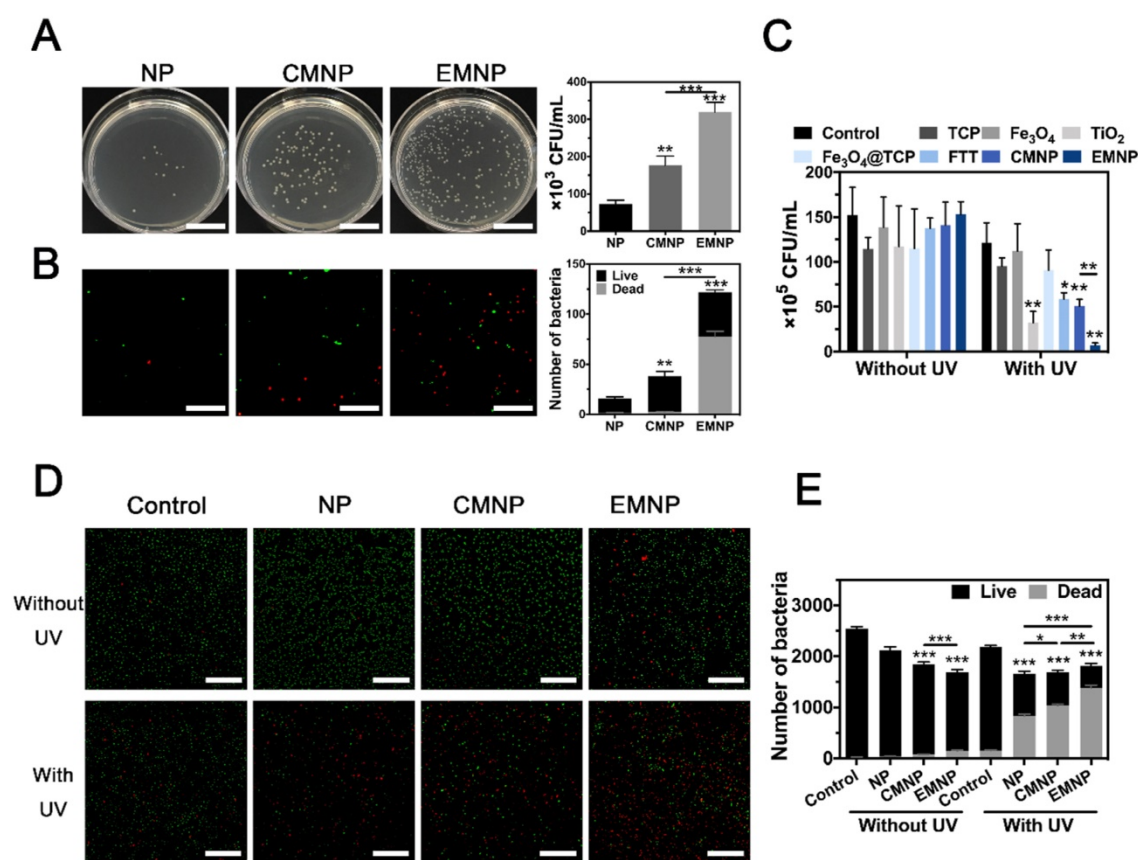 A
NP
CMNP
EMNP
×10³ CFU/mL
400
300
200
100
0
**
***
***
NP
CMNP
EMNP
B
Number of bacteria
150
100
50
0
Live
Dead
**
***
***
NP
CMNP
EMNP
C
Control
TCP
Fe₃O₄
TiO₂
Fe₃O₄@TCP
FTT
CMNP
EMNP
×10⁵ CFU/mL
200
150
100
50
0
**
*
**
**
**
Without UV
With UV
D
Control
NP
CMNP
EMNP
Without
UV
With
UV
E
Number of bacteria
3000
2000
1000
0
Live
Dead
***
***
***
***
***
***
*
**
***
Control
NP
CMNP
EMNP
Control
NP
CMNP
EMNP
Without UV
With UV